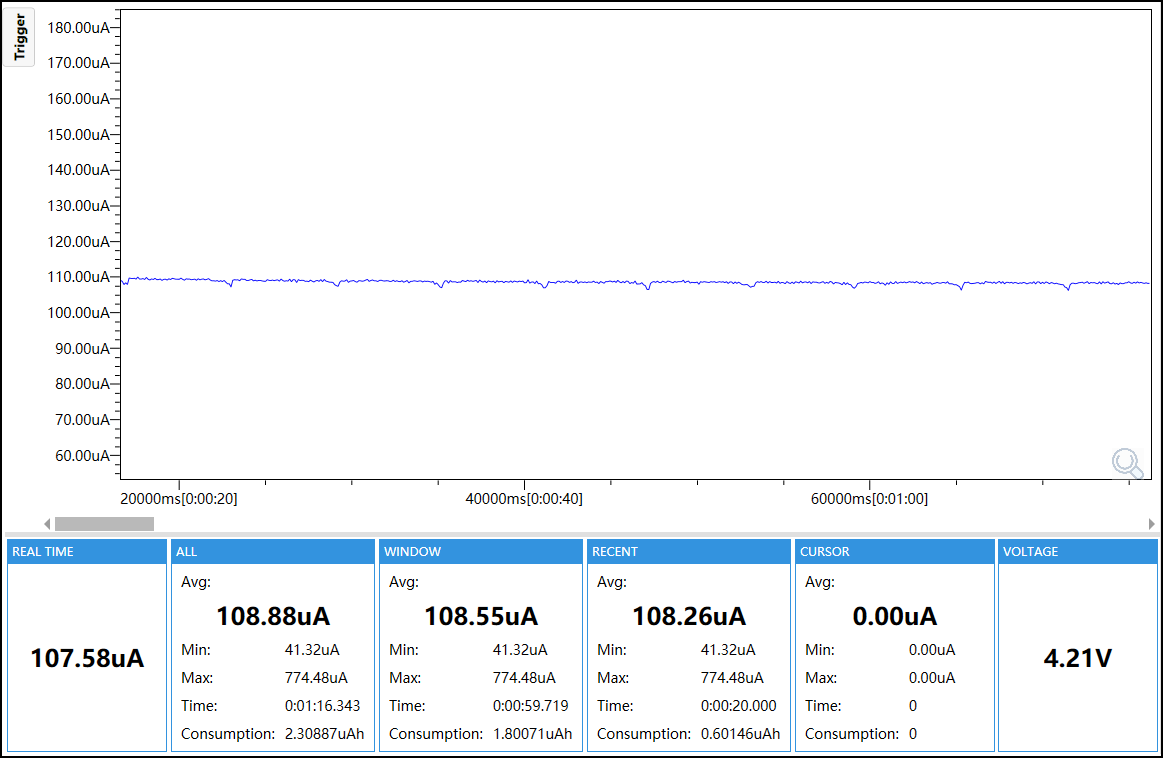 Trigger
180.00uA
170.00uA
160.00uA
150.00uA
140.00uA
130.00uA
120.00uA
110.00uA
100.00uA
90.00uA
80.00uA
70.00uA
60.00uA
20000ms[0:00:20] 40000ms[0:00:40] 60000ms[0:01:00]
REAL TIME
107.58uA
ALL
Avg:
108.88uA
Min: 41.32uA
Max: 774.48uA
Time: 0:01:16.343
Consumption: 2.30887uAh
WINDOW
Avg:
108.55uA
Min: 41.32uA
Max: 774.48uA
Time: 0:00:59.719
Consumption: 1.80071uAh
RECENT
Avg:
108.26uA
Min: 41.32uA
Max: 774.48uA
Time: 0:00:20.000
Consumption: 0.60146uAh
CURSOR
Avg:
0.00uA
Min: 0.00uA
Max: 0.00uA
Time: 0
Consumption: 0
VOLTAGE
4.21V